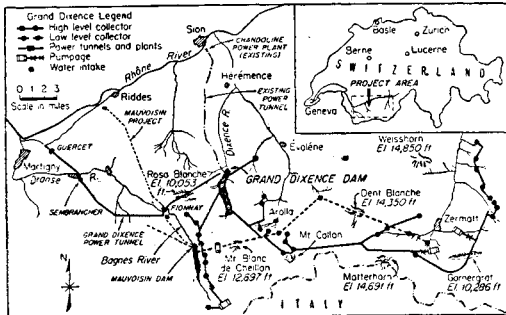 Grand Dixence Legend
High level collector
Low level collector
Power tunnels and plants
Pumpage
Water intake
0 1 2 3
Scale in miles
Sion
CHANDOLINE
POWER PLANT
(EXISTING)
Rhône River
Riddes
Hérémence
MAUVOISIN
PROJECT
EXISTING
POWER
TUNNEL
Dixence R.
GUERCET
Martigny
Dranse R.
SEMBRANCHER
Rosa Blanche
El. 10,053
ft
FIONNAY
Evolène
GRAND DIXENCE DAM
GRAND DIXENCE
POWER TUNNEL
Bagnes River
MAUVOISIN DAM
N
Arolla
Mt. Blanc
de Cheilon
El. 12,697 ft
Mt. Collon
Dent Blanche
El. 14,350 ft
Weisshorn
El. 14,850 ft
Zermatt
Matterhorn
El. 14,691 ft
Gornergrat
El. 10,286 ft
ITALY
Basle
Zurich
Berne
Lucerne
SWITZERLAND
PROJECT AREA
Geneva